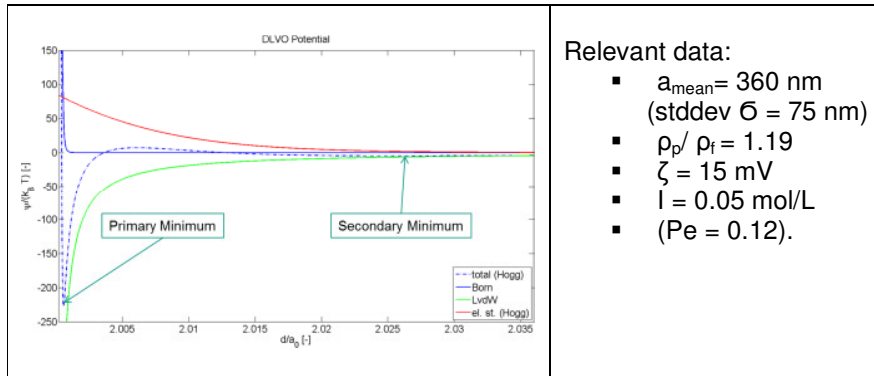 DLVO Potential
150
100
50
0
-50
-100
-150
-200
-250
ψ/(k_B T) [-]
2.005
2.01
2.015
2.02
2.025
2.03
2.035
d/a_0 [-]
Primary Minimum
Secondary Minimum
total (Hogg)
Born
LvdW
el. st. (Hogg)
Relevant data:
▪ a_mean= 360 nm
(stddev Ϭ = 75 nm)
▪ ρ_p/ ρ_f = 1.19
▪ ζ = 15 mV
▪ I = 0.05 mol/L
▪ (Pe = 0.12).